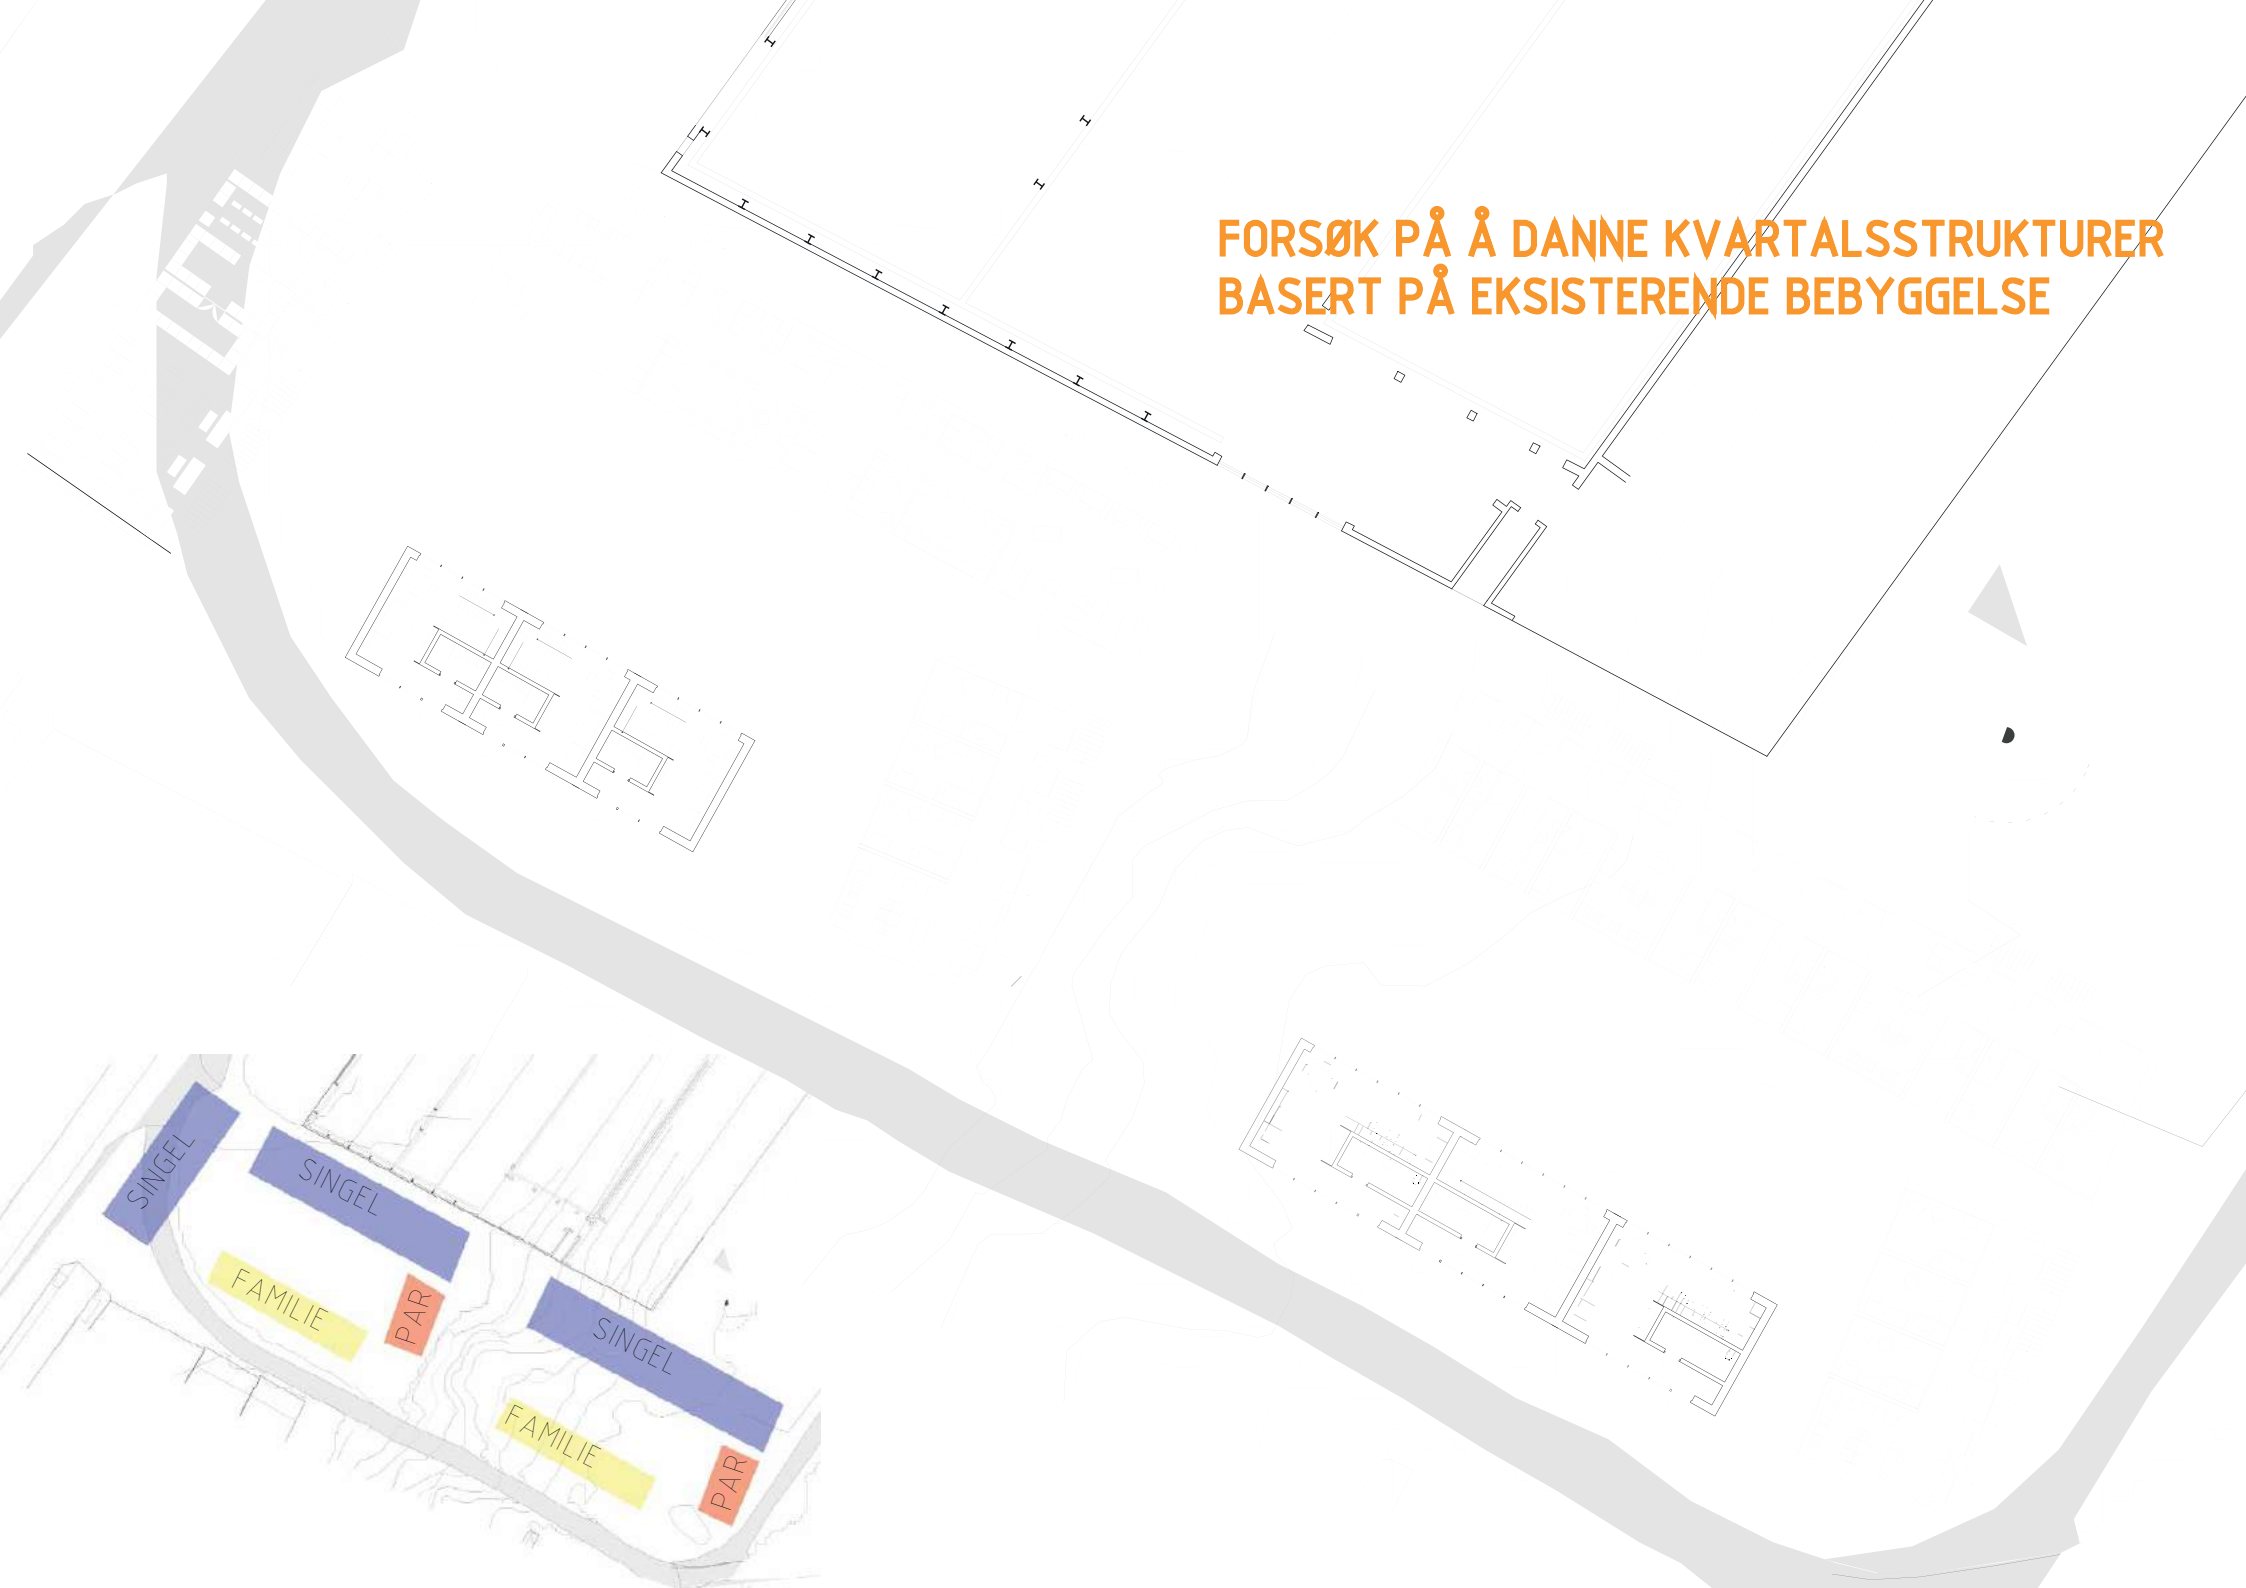 FORSØK PÅ Å DANNE KVARTALSSTRUKTURER
BASERT PÅ EKSISTERENDE BEBYGGELSE
SINGEL
SINGEL
FAMILIE
PAR
SINGEL
FAMILIE
PAR